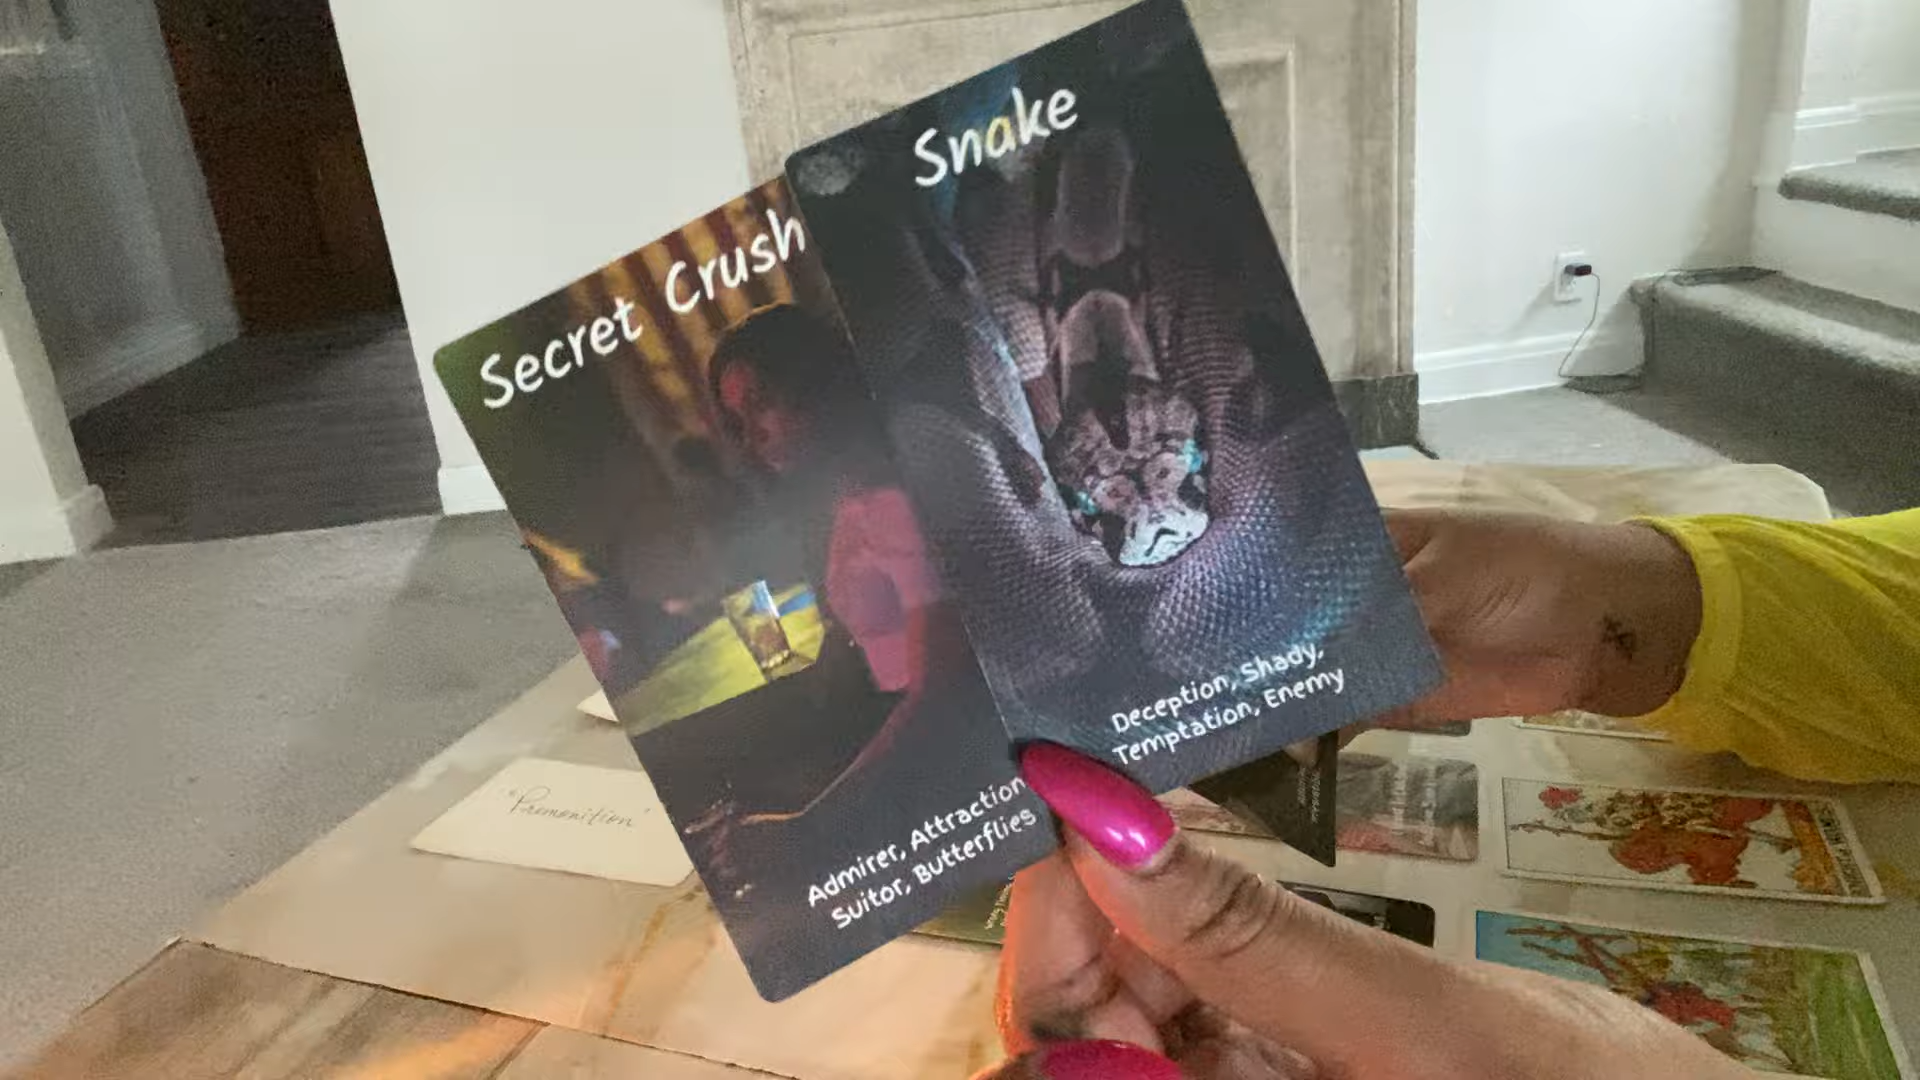 Secret Crush
Admirer, Attraction
Suitor, Butterflies
Snake
Deception, Shady,
Temptation, Enemy
"Premonition"